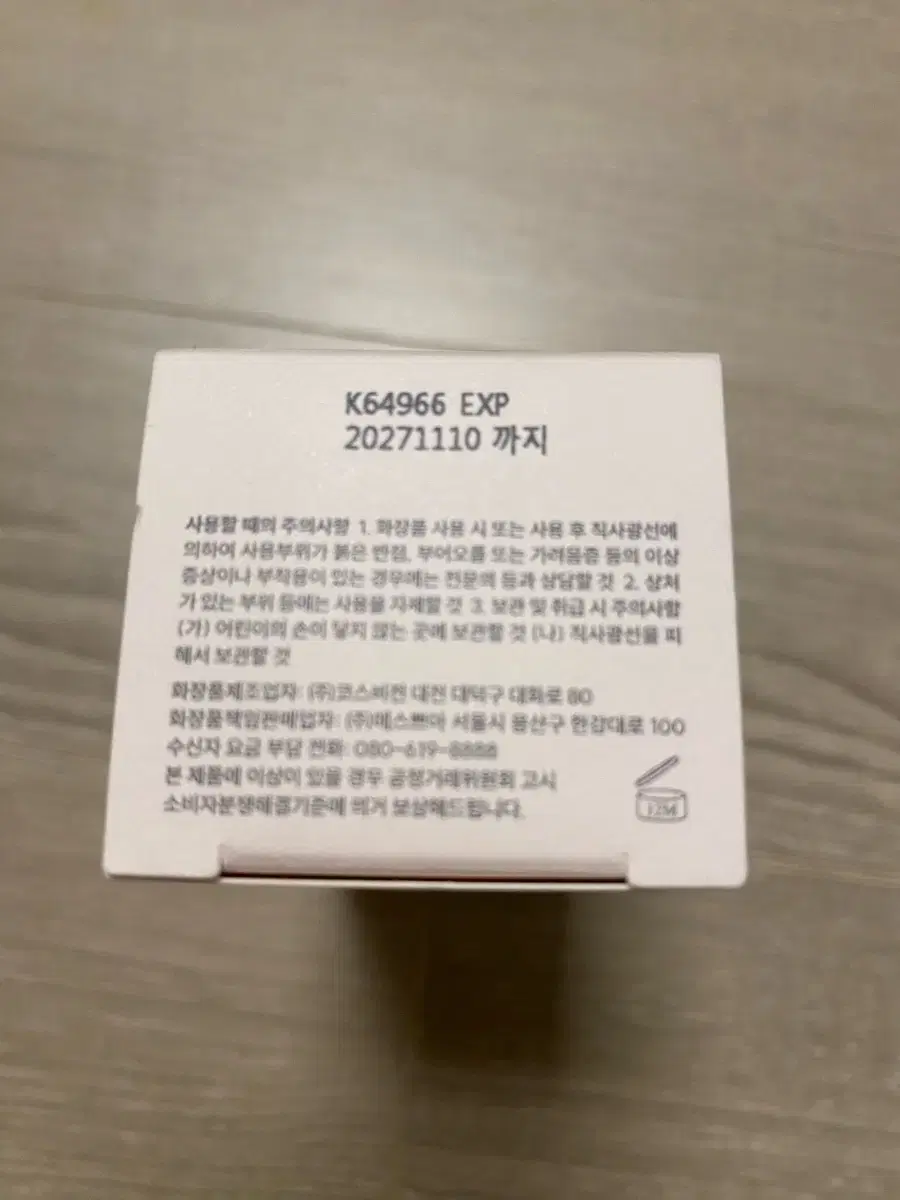 K64966 EXP
20271110 까지
사용할 때의 주의사항 1. 화장품 사용 시 또는 사용 후 직사광선에
의하여 사용부위가 붉은 반점, 부어오름 또는 가려움증 등의 이상
증상이나 부작용이 있는 경우에는 전문의 등과 상담할 것 2. 상처
가 있는 부위 등에는 사용을 자제할 것 3. 보관 및 취급 시 주의사항
(가) 어린이의 손이 닿지 않는 곳에 보관할 것 (나) 직사광선을 피
해서 보관할 것
화장품제조업자: (주)코스비전 대전 대덕구 대화로 80
화장품책임판매업자: (주)에스쁘아 서울시 용산구 한강대로 100
수신자 요금 부담 전화: 080-619-8888
본 제품에 이상이 있을 경우 공정거래위원회 고시
소비자분쟁해결기준에 의거 보상해드립니다.
12M